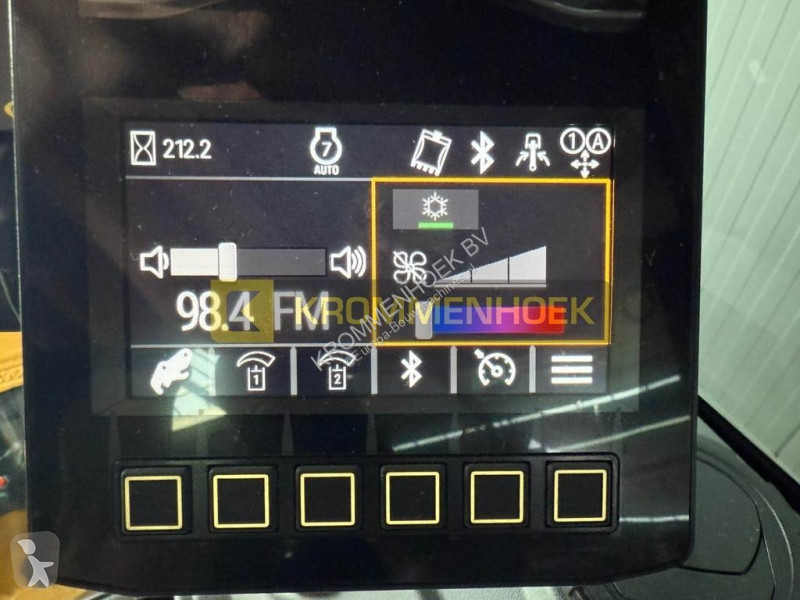 212.2
7
AUTO
1 A
98.4 FM
K KROMMENHOEK
KROMMENHOEK BV
1
2